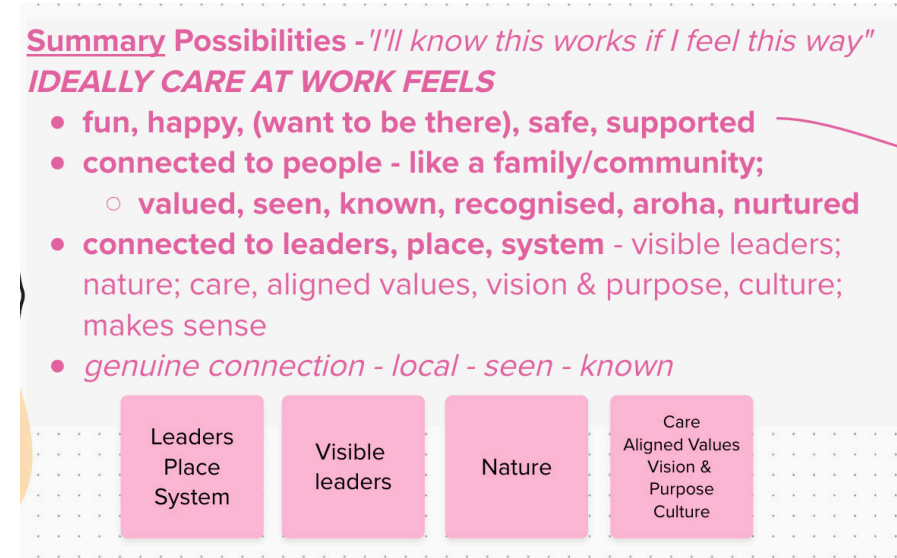 Summary Possibilities -'I'll know this works if I feel this way"
IDEALLY CARE AT WORK FEELS
● fun, happy, (want to be there), safe, supported
● connected to people - like a family/community;
○ valued, seen, known, recognised, aroha, nurtured
● connected to leaders, place, system - visible leaders;
nature; care, aligned values, vision & purpose, culture;
makes sense
● genuine connection - local - seen - known
Leaders
Place
System
Visible
leaders
Nature
Care
Aligned Values
Vision &
Purpose
Culture